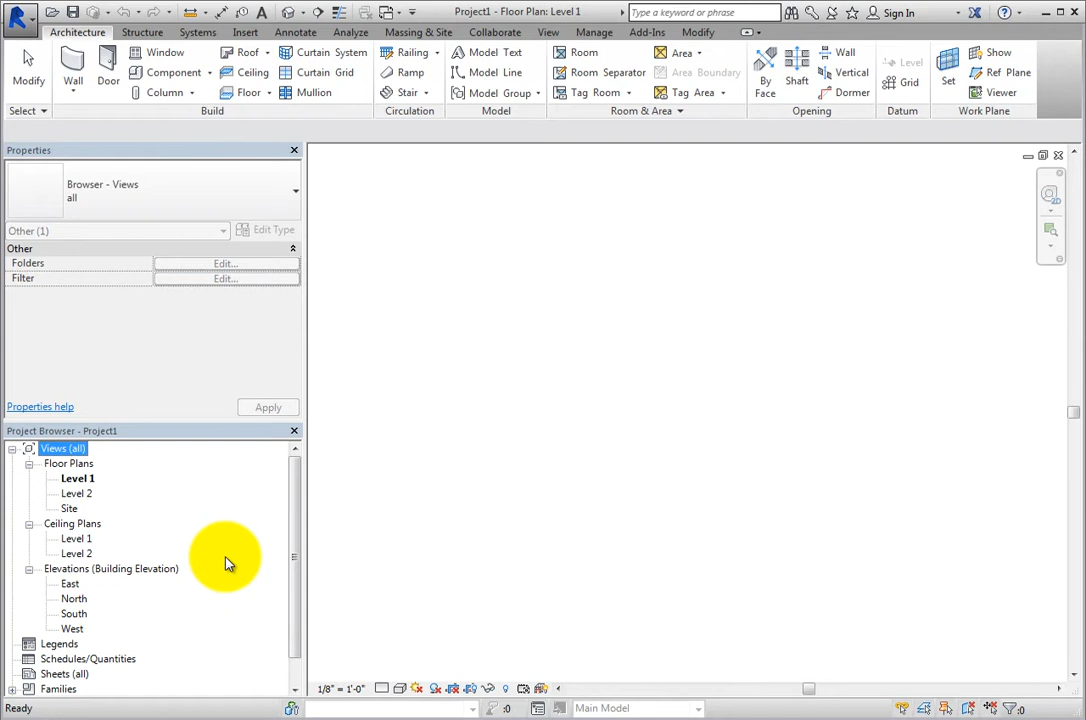 Project1 - Floor Plan: Level 1
Type a keyword or phrase
Sign In
Architecture Structure Systems Insert Annotate Analyze Massing & Site Collaborate View Manage Add-Ins Modify
Modify
Wall
Door
Window
Component
Column
Roof
Ceiling
Floor
Curtain System
Curtain Grid
Mullion
Railing
Ramp
Stair
Model Text
Model Line
Model Group
Room
Room Separator
Tag Room
Area
Area Boundary
Tag Area
By
Face
Shaft
Wall
Vertical
Dormer
Level
Grid
Set
Show
Ref Plane
Viewer
Select Build Circulation Model Room & Area Opening Datum Work Plane
Properties
Browser - Views
all
Other (1)
Edit Type
Other
Folders Edit...
Filter Edit...
Properties help
Apply
Project Browser - Project1
Views (all)
Floor Plans
Level 1
Level 2
Site
Ceiling Plans
Level 1
Level 2
Elevations (Building Elevation)
East
North
South
West
Legends
Schedules/Quantities
Sheets (all)
Families
1/8" = 1'-0"
Ready
:0
Main Model
:0